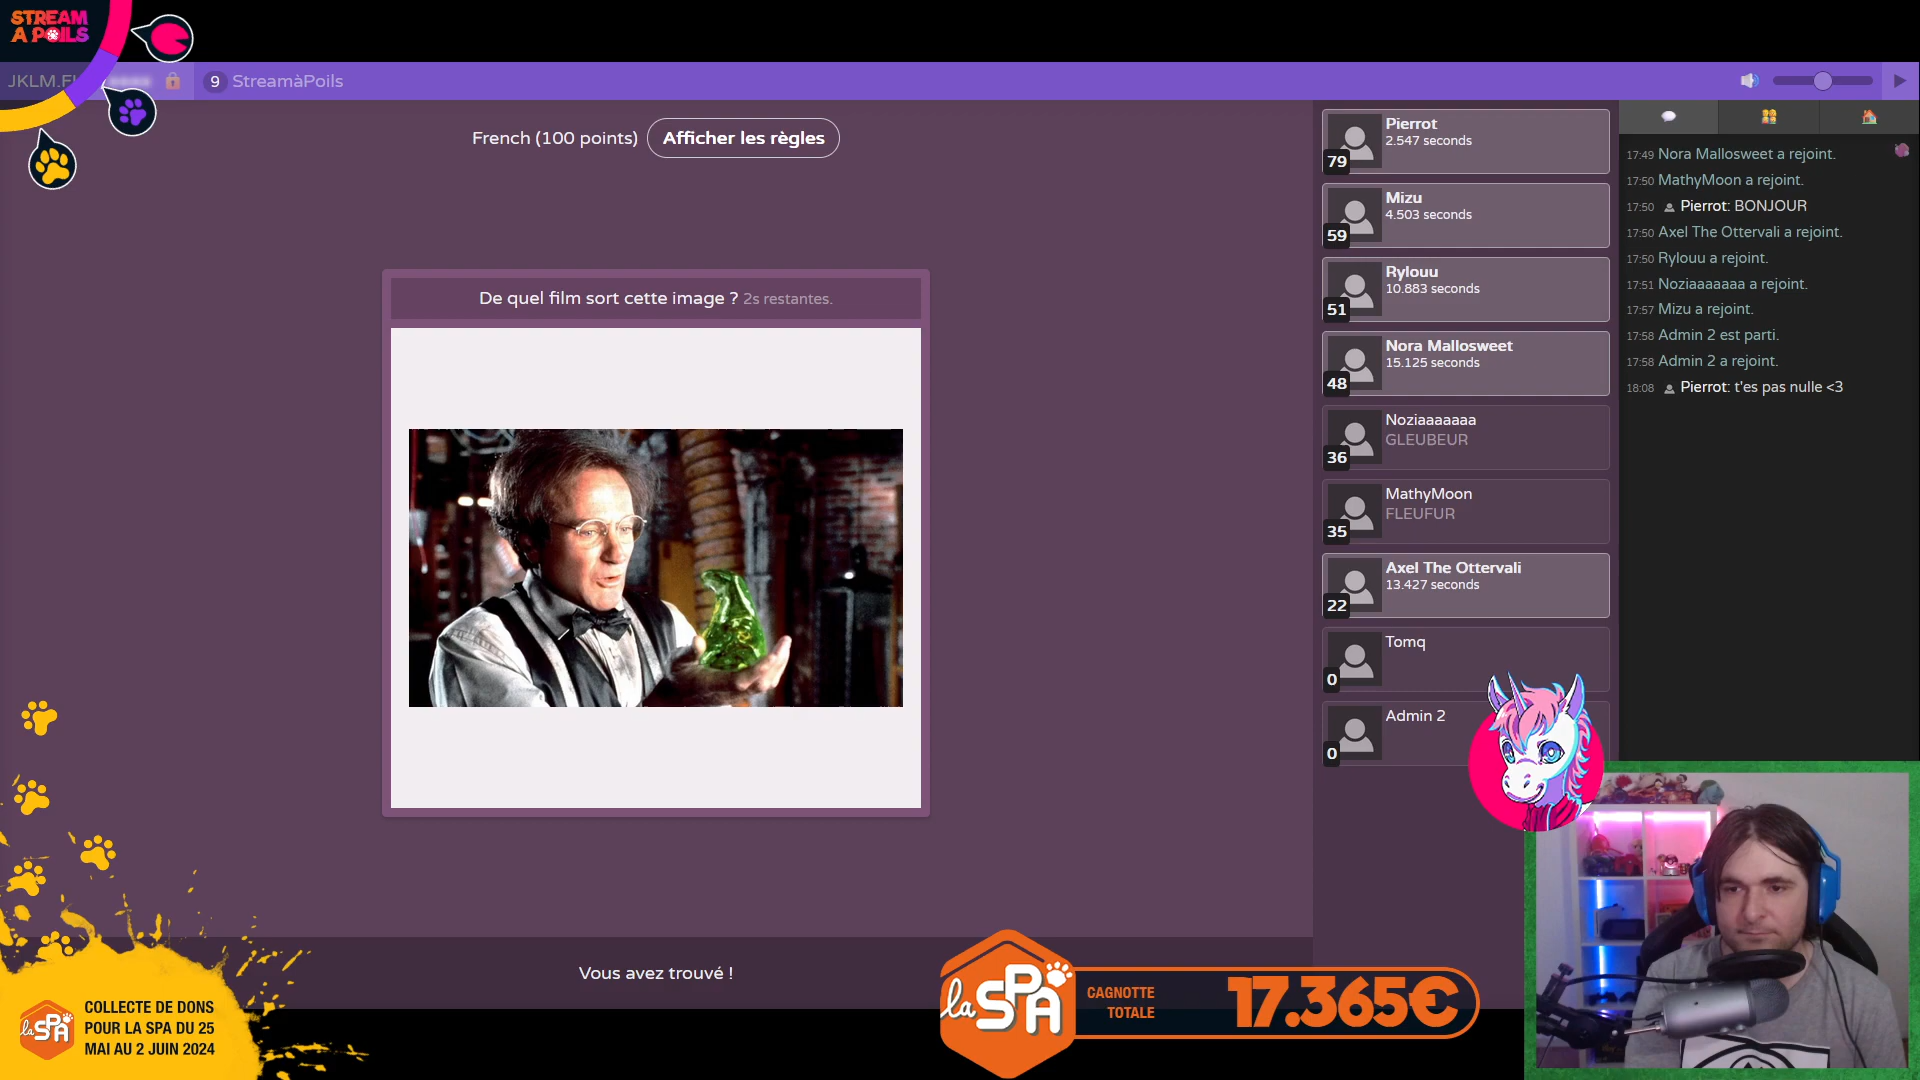 STREAM
A POILS
JKLM.F
9 StreamàPoils
French (100 points) Afficher les règles
De quel film sort cette image ? 2s restantes.
Vous avez trouvé !
Pierrot
2.547 seconds
79
Mizu
4.503 seconds
59
Rylouu
10.883 seconds
51
Nora Mallosweet
15.125 seconds
48
Noziaaaaaaa
GLEUBEUR
36
MathyMoon
FLEUFUR
35
Axel The Ottervali
13.427 seconds
22
Tomq
0
Admin 2
0
17:49 Nora Mallosweet a rejoint.
17:50 MathyMoon a rejoint.
17:50 Pierrot: BONJOUR
17:50 Axel The Ottervali a rejoint.
17:50 Rylouu a rejoint.
17:51 Noziaaaaaaa a rejoint.
17:57 Mizu a rejoint.
17:58 Admin 2 est parti.
17:58 Admin 2 a rejoint.
18:08 Pierrot: t'es pas nulle <3
la SPA
COLLECTE DE DONS
POUR LA SPA DU 25
MAI AU 2 JUIN 2024
la SPA
CAGNOTTE
TOTALE
17.365€